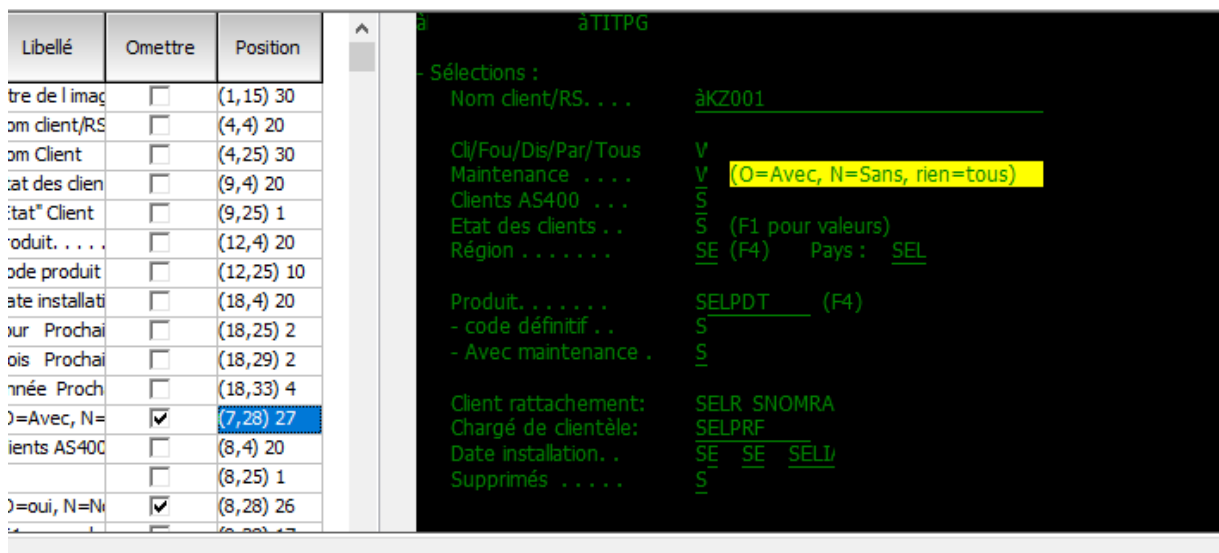 Libellé Omettre Position
tre de l imag (1,15) 30
om client/RS (4,4) 20
om Client (4,25) 30
tat des clien (9,4) 20
Etat" Client (9,25) 1
roduit. . . . . (12,4) 20
ode produit (12,25) 10
ate installati (18,4) 20
our Prochai (18,25) 2
ois Prochai (18,29) 2
nnée Proch (18,33) 4
O=Avec, N= (7,28) 27
ients AS400 (8,4) 20
(8,25) 1
O=oui, N=No (8,28) 26
à àTITPG
- Sélections :
Nom client/RS. . . . àKZ001
Cli/Fou/Dis/Par/Tous V
Maintenance . . . . V (O=Avec, N=Sans, rien=tous)
Clients AS400 . . . S
Etat des clients . . S (F1 pour valeurs)
Région . . . . . . . SE (F4) Pays : SEL
Produit. . . . . . . SELPDT (F4)
- code définitif . . S
- Avec maintenance . S
Client rattachement: SELR SNOMRA
Chargé de clientèle: SELPRF
Date installation. . SE SE SELIA
Supprimés . . . . . S